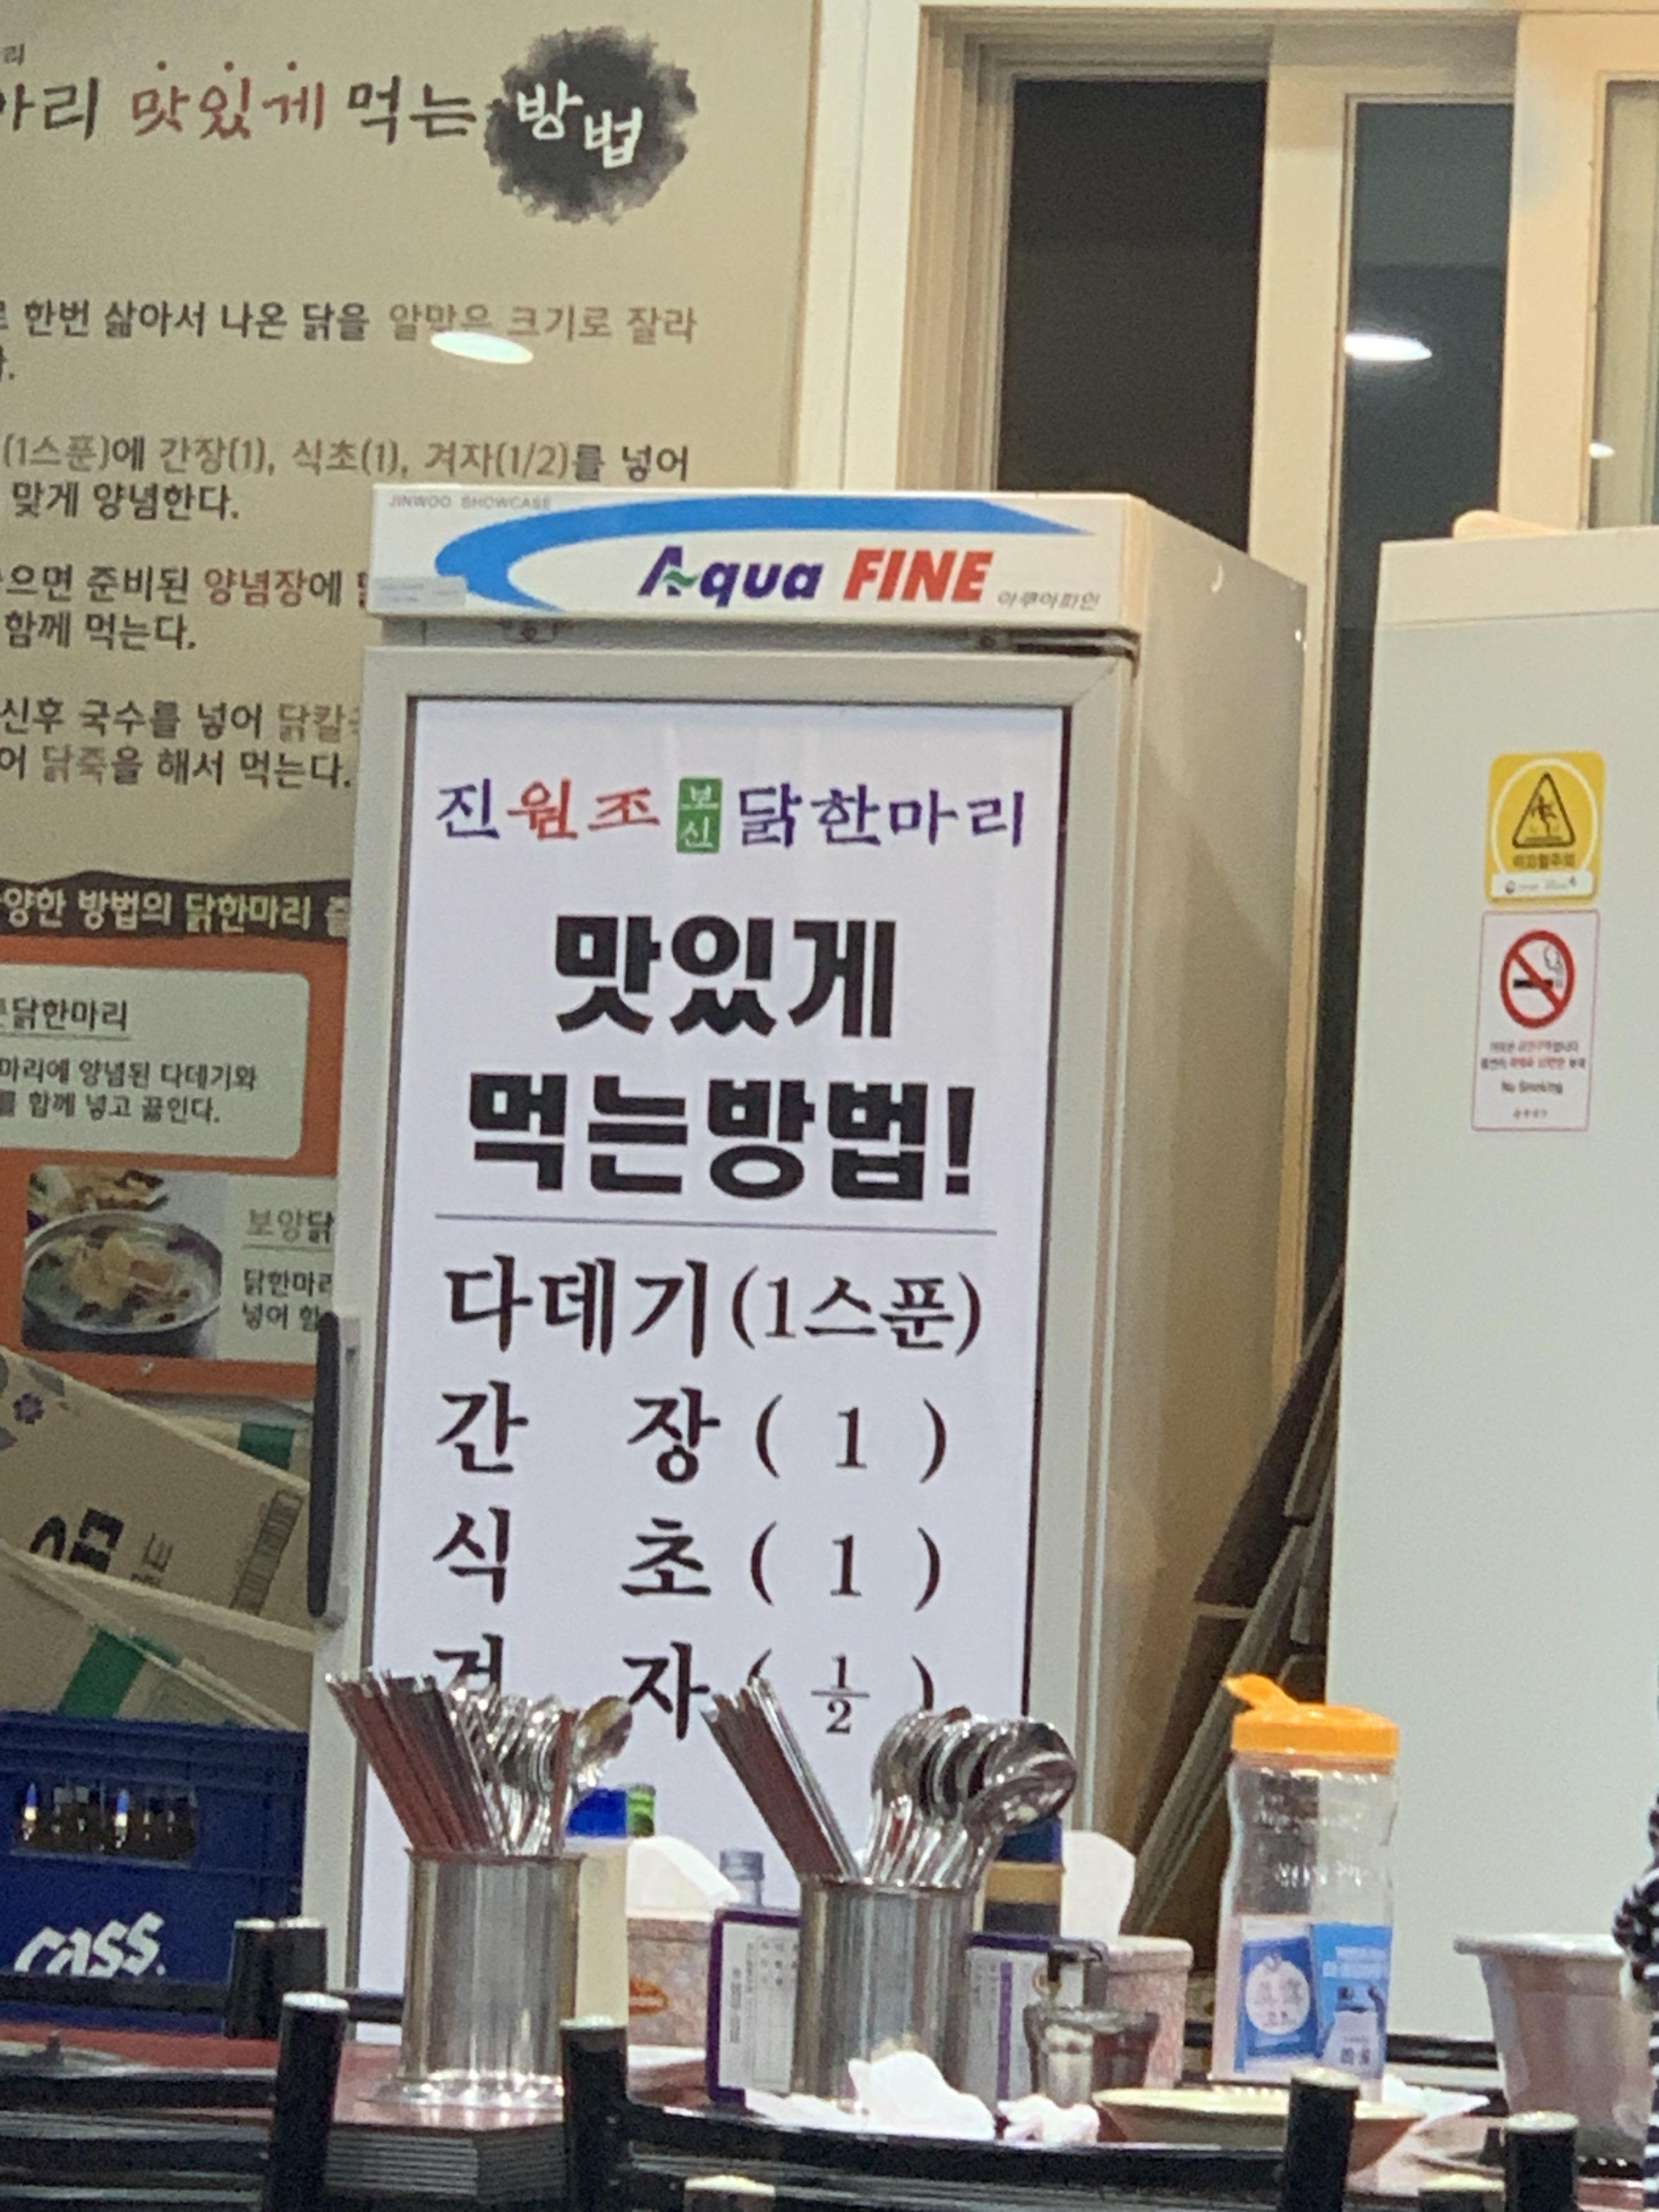 마리 맛있게 먹는 방법
한번 삶아서 나온 닭을 알맞은 크기로 잘라
(1스푼)에 간장(1), 식초(1), 겨자(1/2)를 넣어
맞게 양념한다.
으면 준비된 양념장에
함께 먹는다.
신후 국수를 넣어 닭칼
어 닭죽을 해서 먹는다.
양한 방법의 닭한마리
닭한마리
마리에 양념된 다데기와
를 함께 넣고 끓인다.
보양닭
닭한마리
넣어
JINWOO SHOWCASE
Aqua FINE 아쿠아파인
진원조보신닭한마리
맛있게
먹는방법!
다데기(1스푼)
간 장( 1 )
식 초( 1 )
겨 자( 1/2 )
cass.
미끄럼주의
No Smoking